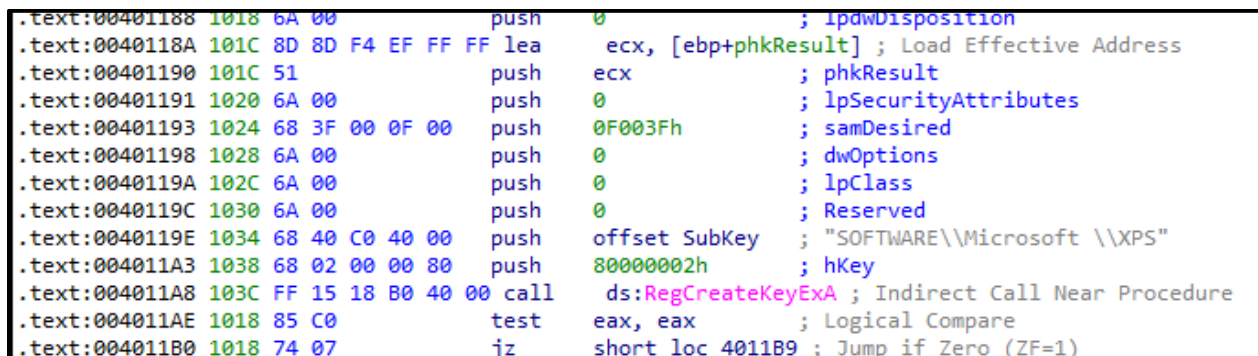 .text:00401188 1018 6A 00 push 0 ; lpdwDisposition
.text:0040118A 101C 8D 8D F4 EF FF FF lea ecx, [ebp+phkResult] ; Load Effective Address
.text:00401190 101C 51 push ecx ; phkResult
.text:00401191 1020 6A 00 push 0 ; lpSecurityAttributes
.text:00401193 1024 68 3F 00 0F 00 push 0F003Fh ; samDesired
.text:00401198 1028 6A 00 push 0 ; dwOptions
.text:0040119A 102C 6A 00 push 0 ; lpClass
.text:0040119C 1030 6A 00 push 0 ; Reserved
.text:0040119E 1034 68 40 C0 40 00 push offset SubKey ; "SOFTWARE\\Microsoft \\XPS"
.text:004011A3 1038 68 02 00 00 80 push 80000002h ; hKey
.text:004011A8 103C FF 15 18 B0 40 00 call ds:RegCreateKeyExA ; Indirect Call Near Procedure
.text:004011AE 1018 85 C0 test eax, eax ; Logical Compare
.text:004011B0 1018 74 07 jz short loc_4011B9 ; Jump if Zero (ZF=1)